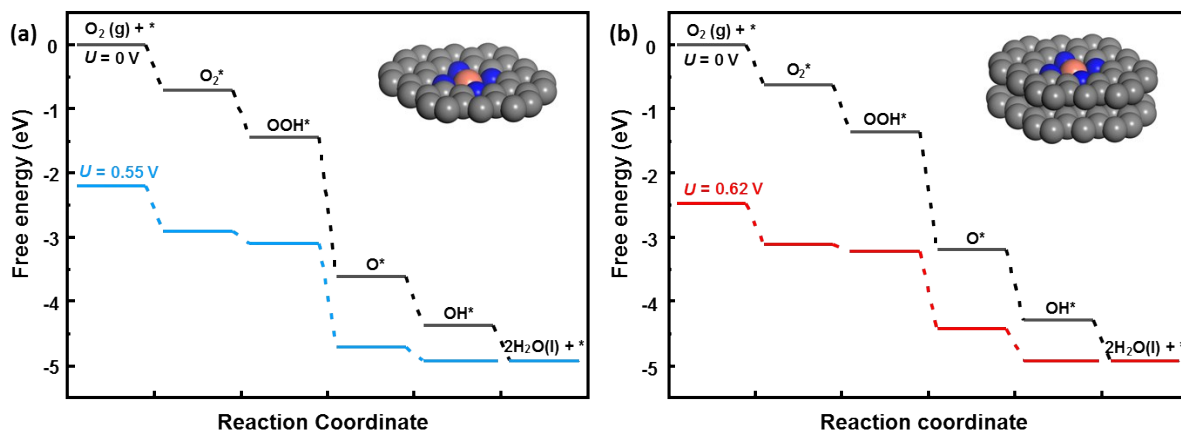 (a)
Free energy (eV)
0
-1
-2
-3
-4
-5
O₂ (g) + *
U = 0 V
O₂*
OOH*
U = 0.55 V
O*
OH*
2H₂O(l) + *
Reaction Coordinate
(b)
Free energy (eV)
0
-1
-2
-3
-4
-5
O₂ (g) + *
U = 0 V
O₂*
OOH*
U = 0.62 V
O*
OH*
2H₂O(l) + *
Reaction coordinate